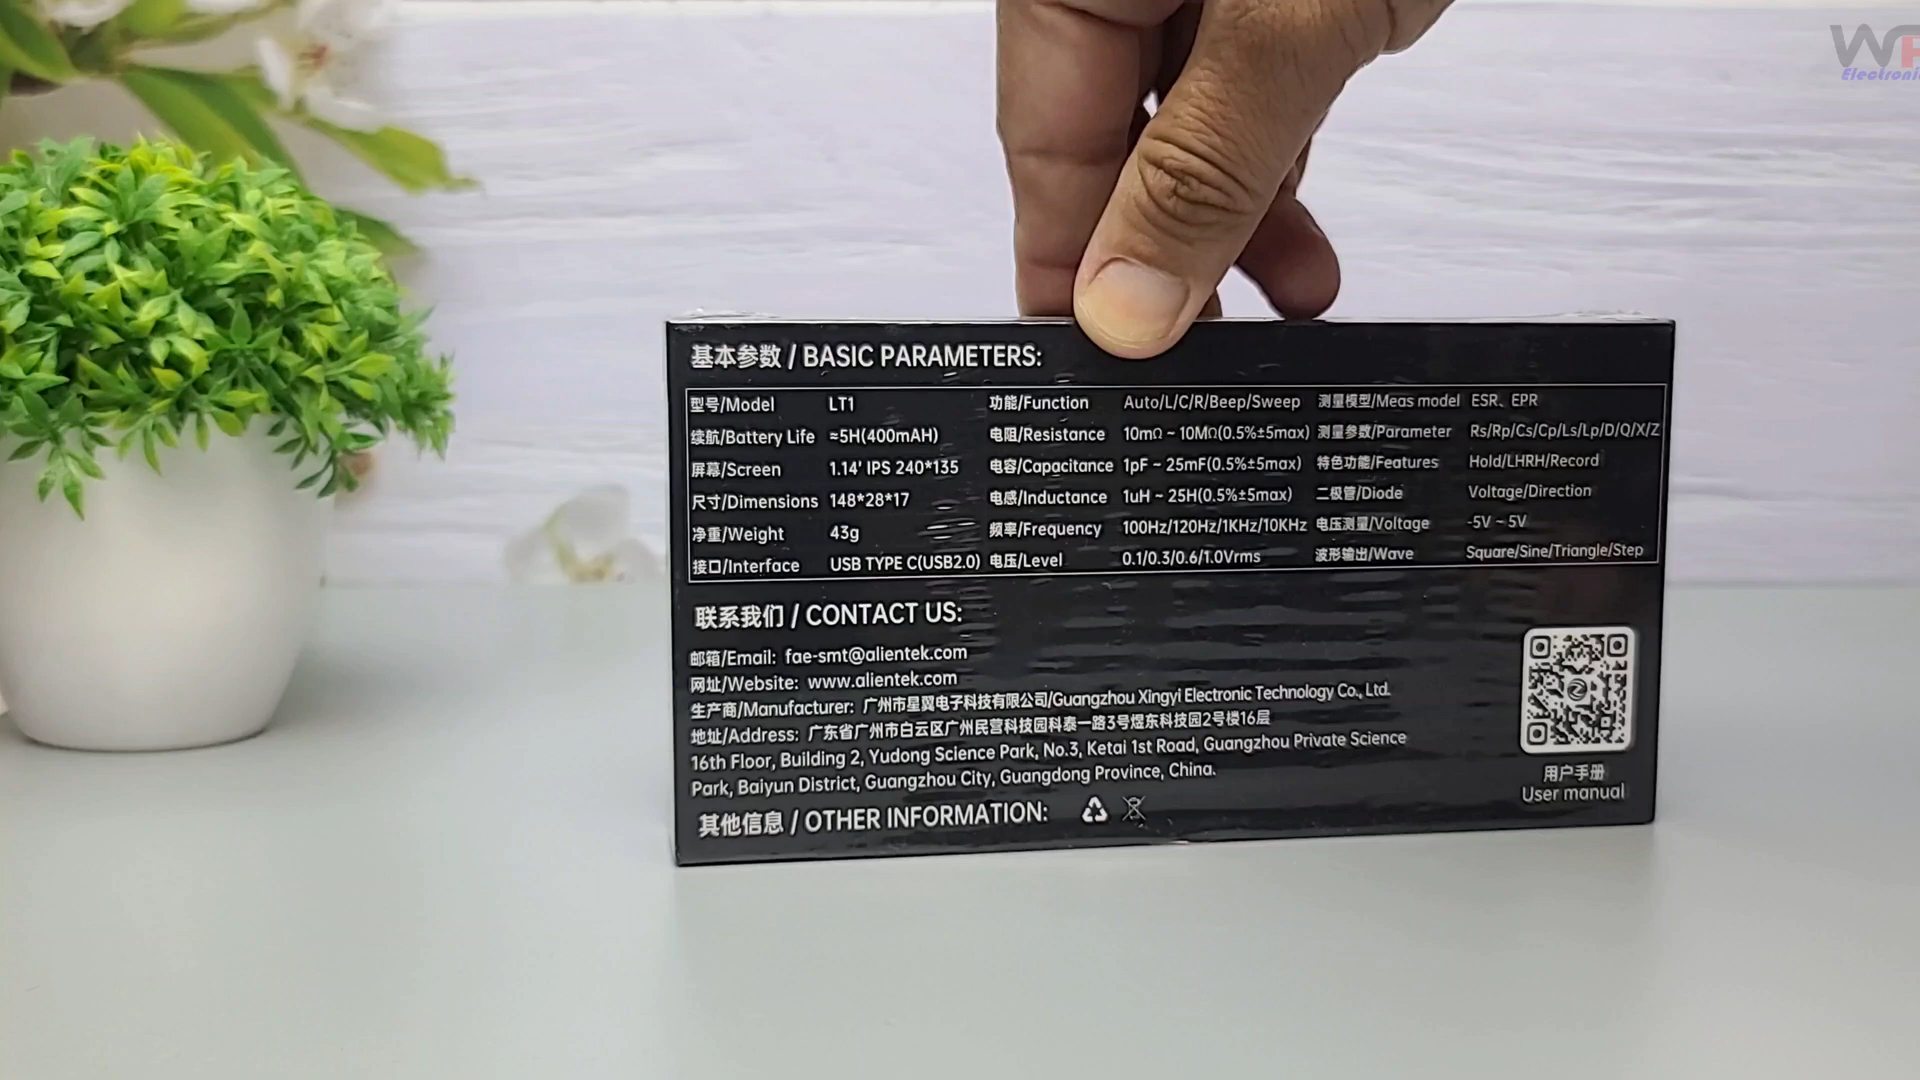 基本参数 / BASIC PARAMETERS:
型号/Model LT1 功能/Function Auto/L/C/R/Beep/Sweep 测量模型/Meas model ESR、EPR
续航/Battery Life ≈5H(400mAH) 电阻/Resistance 10mΩ ~ 10MΩ(0.5%±5max) 测量参数/Parameter Rs/Rp/Cs/Cp/Ls/Lp/D/Q/X/Z
屏幕/Screen 1.14' IPS 240*135 电容/Capacitance 1pF ~ 25mF(0.5%±5max) 特色功能/Features Hold/LHRH/Record
尺寸/Dimensions 148*28*17 电感/Inductance 1uH ~ 25H(0.5%±5max) 二极管/Diode Voltage/Direction
净重/Weight 43g 频率/Frequency 100Hz/120Hz/1KHz/10KHz 电压测量/Voltage -5V ~ 5V
接口/Interface USB TYPE C(USB2.0) 电压/Level 0.1/0.3/0.6/1.0Vrms 波形输出/Wave Square/Sine/Triangle/Step
联系我们 / CONTACT US:
邮箱/Email: fae-smt@alientek.com
网址/Website: www.alientek.com
生产商/Manufacturer: 广州市星翼电子科技有限公司/Guangzhou Xingyi Electronic Technology Co., Ltd.
地址/Address: 广东省广州市白云区广州民营科技园科泰一路3号煜东科技园2号楼16层
16th Floor, Building 2, Yudong Science Park, No.3, Ketai 1st Road, Guangzhou Private Science
Park, Baiyun District, Guangzhou City, Guangdong Province, China.
用户手册
User manual
其他信息 / OTHER INFORMATION: